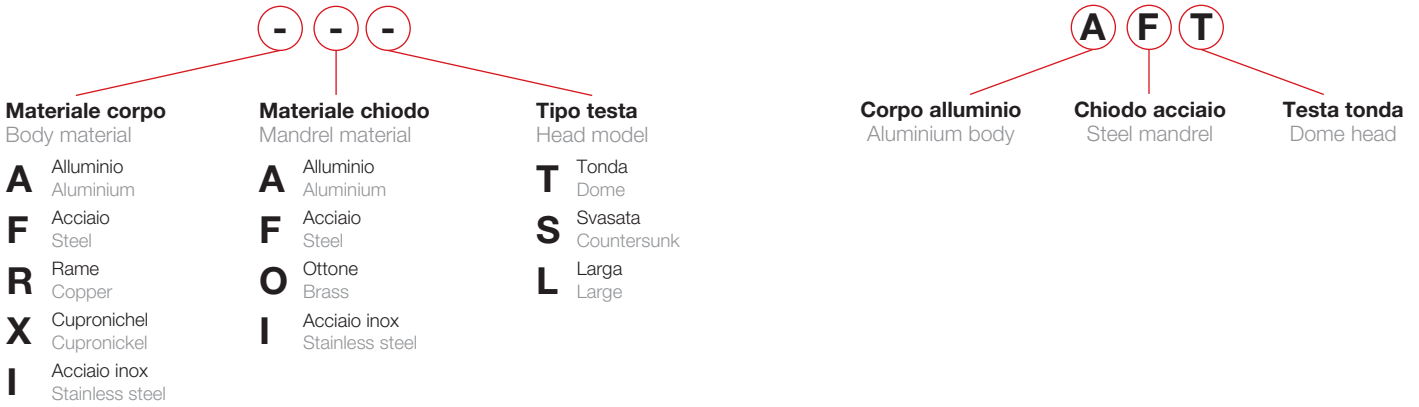 - - -
Materiale corpo
Body material
A Alluminio
Aluminium
F Acciaio
Steel
R Rame
Copper
X Cupronichel
Cupronickel
I Acciaio inox
Stainless steel
Materiale chiodo
Mandrel material
A Alluminio
Aluminium
F Acciaio
Steel
O Ottone
Brass
I Acciaio inox
Stainless steel
Tipo testa
Head model
T Tonda
Dome
S Svasata
Countersunk
L Larga
Large
A F T
Corpo alluminio
Aluminium body
Chiodo acciaio
Steel mandrel
Testa tonda
Dome head